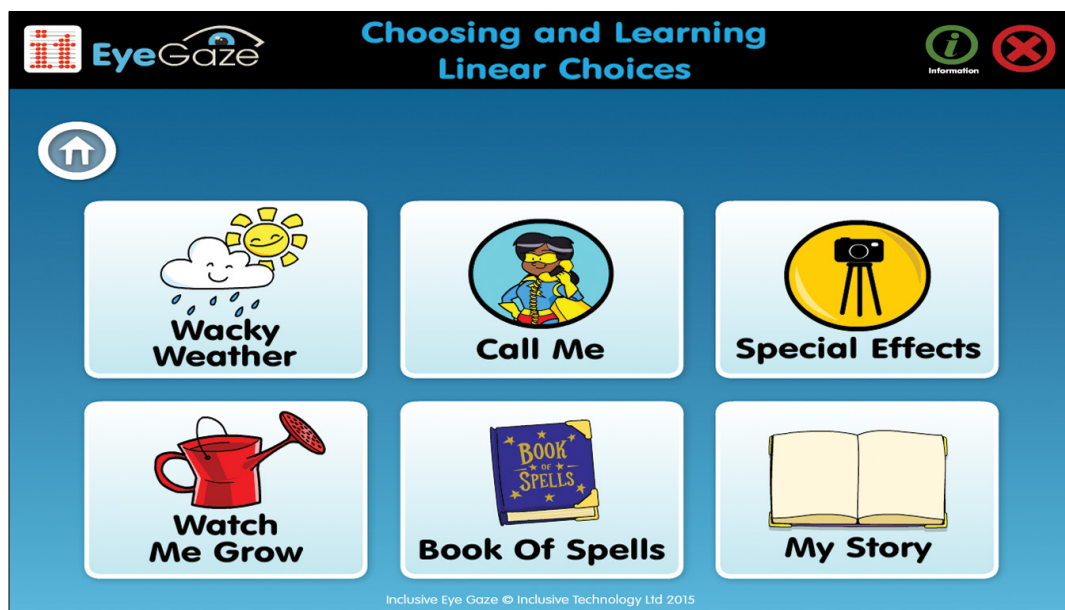 EyeGaze
Choosing and Learning
Linear Choices
i
Information
Wacky
Weather
Call Me
Special Effects
BOOK
OF
SPELLS
Watch
Me Grow
Book Of Spells
My Story
Inclusive Eye Gaze © Inclusive Technology Ltd 2015